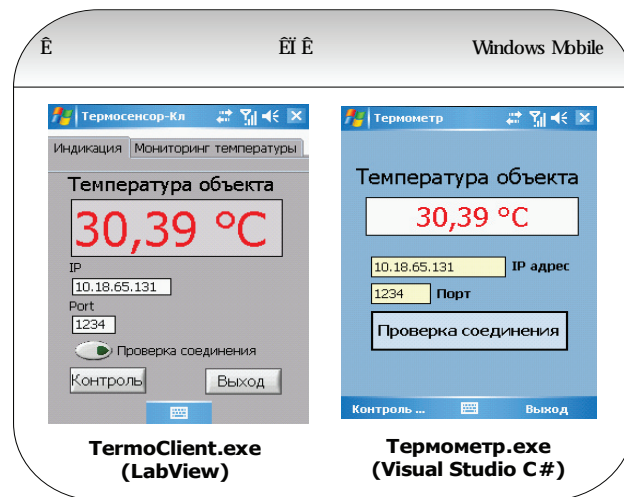 Ê ÊÏ Ê Windows Mobile
Термосенсор-Кл
Индикация Мониторинг температуры
Температура объекта
30,39 °C
IP
10.18.65.131
Port
1234
Проверка соединения
Контроль Выход
TermoClient.exe
(LabView)
Термометр
Температура объекта
30,39 °C
10.18.65.131 IP адрес
1234 Порт
Проверка соединения
Контроль ... Выход
Термометр.exe
(Visual Studio C#)